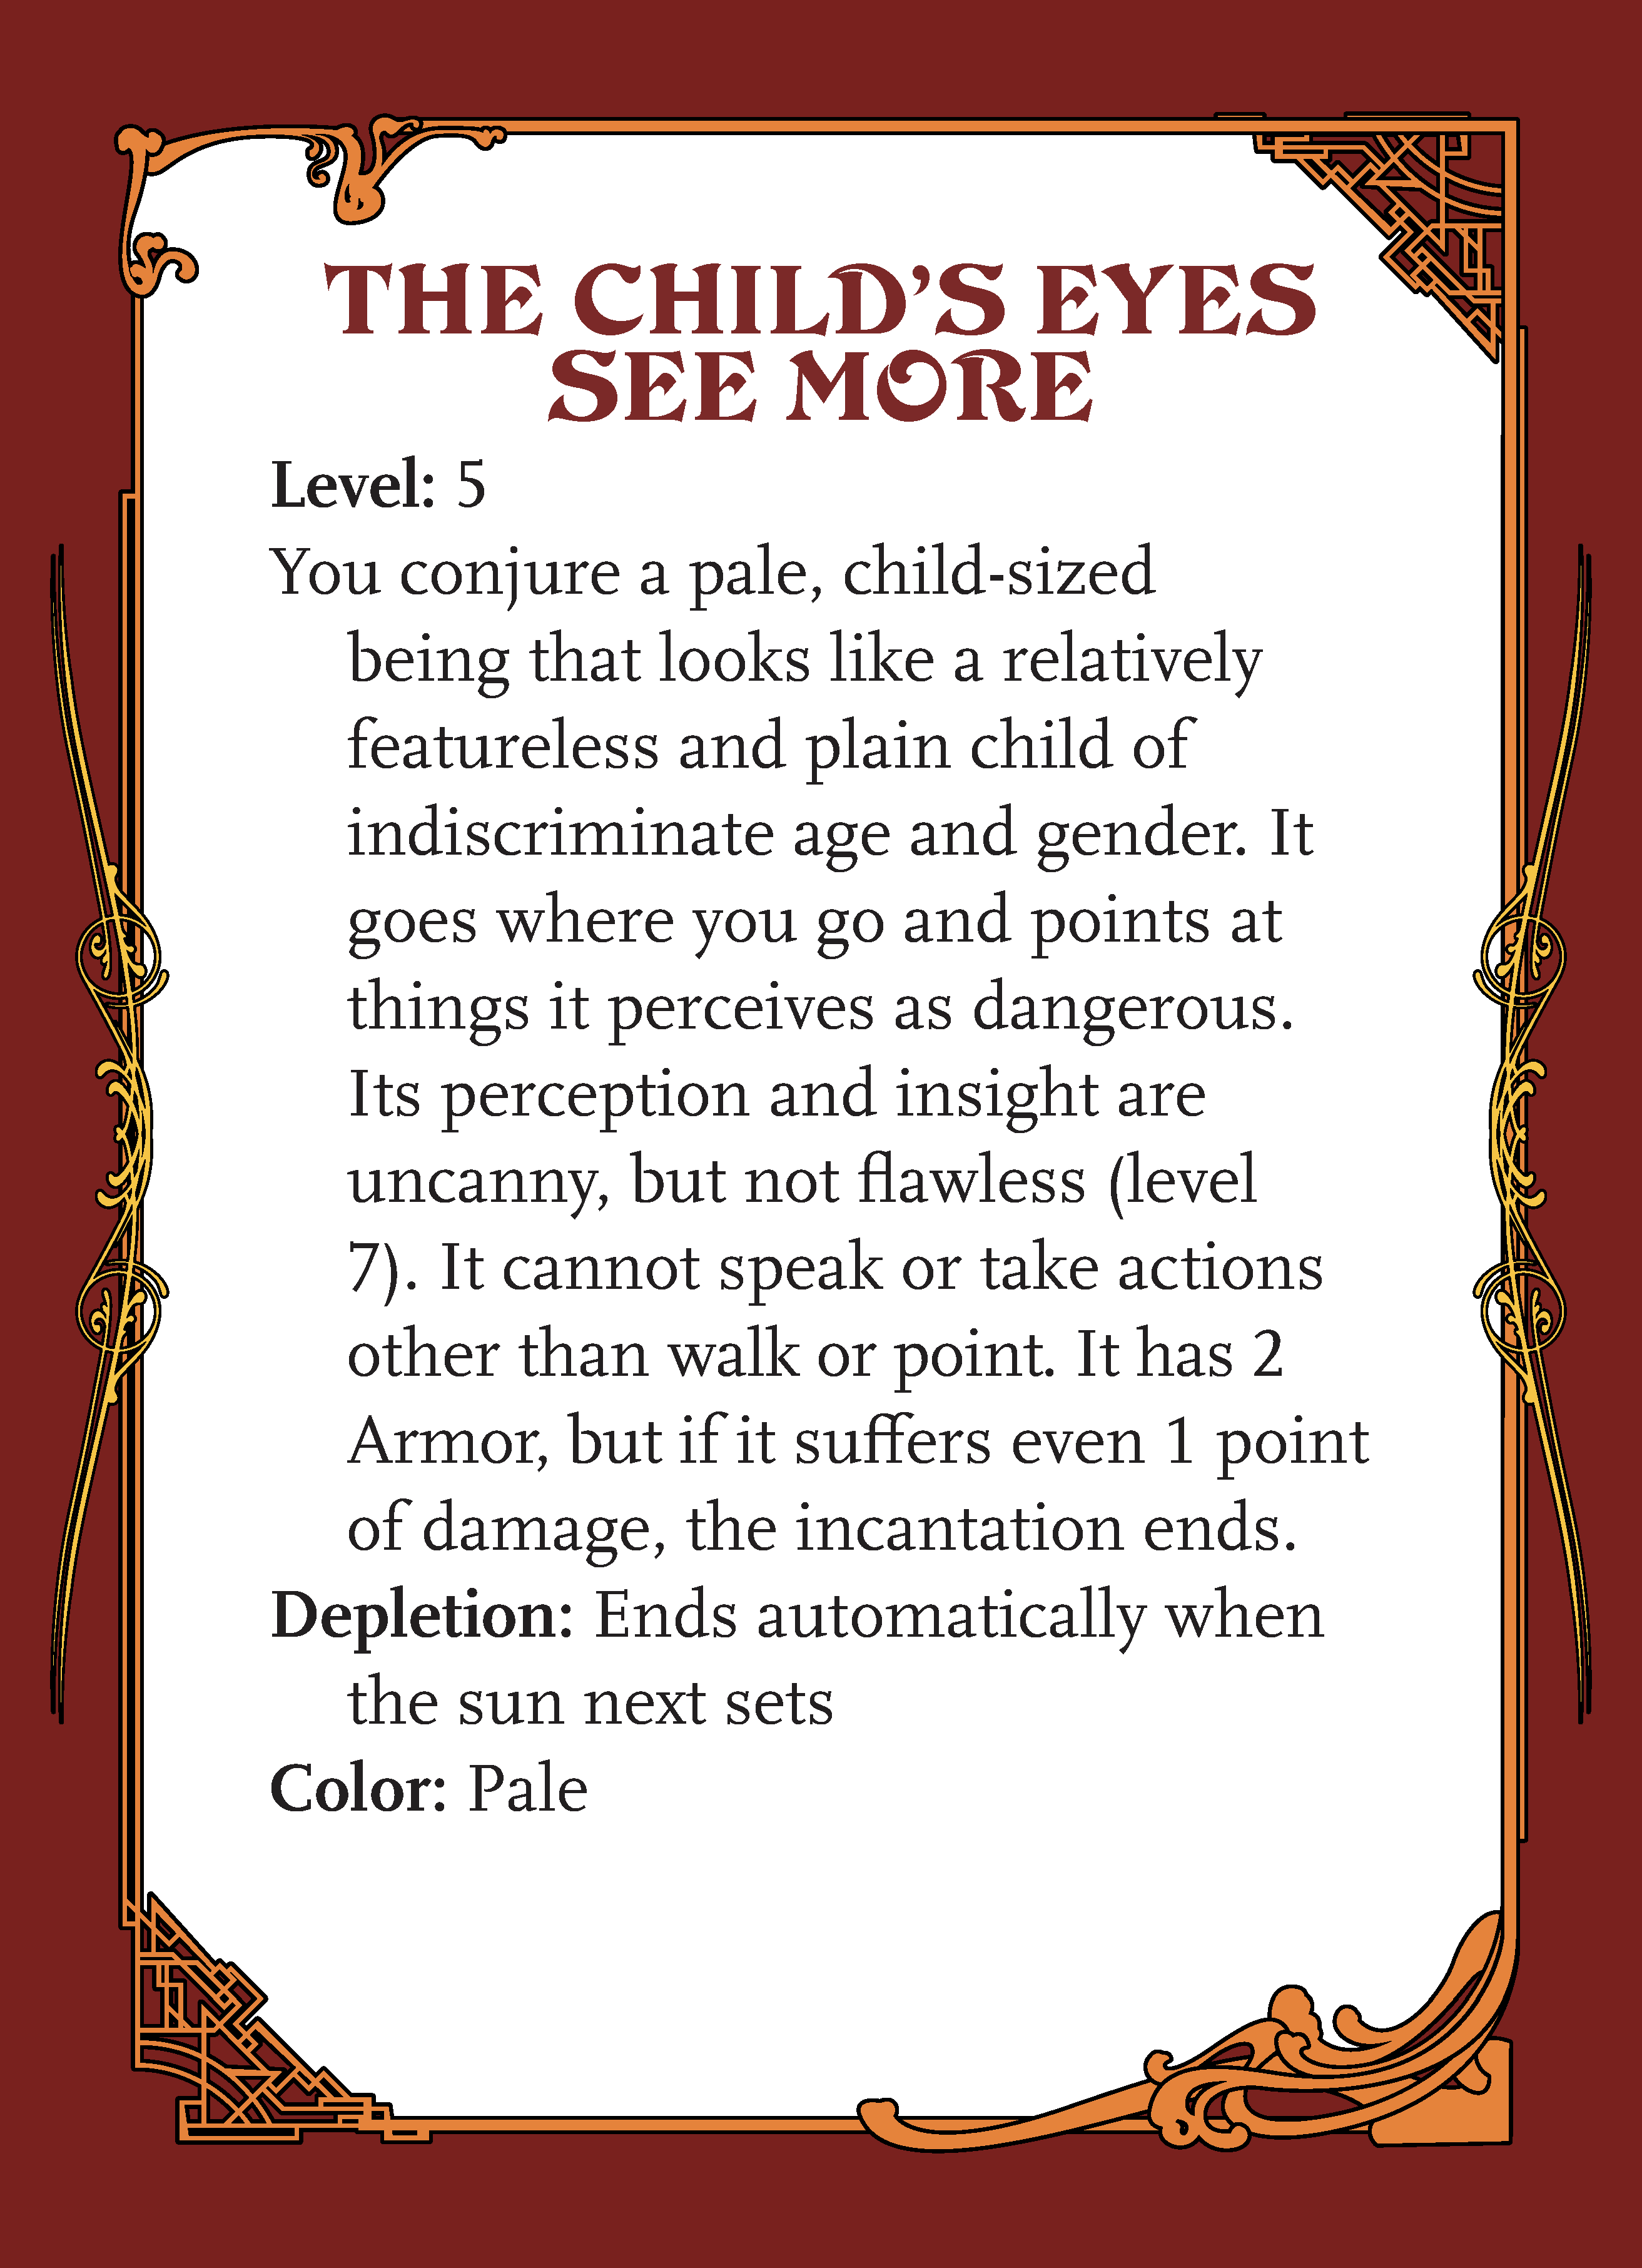 THE CHILD’S EYES
SEE MORE
Level: 5
You conjure a pale, child-sized
being that looks like a relatively
featureless and plain child of
indiscriminate age and gender. It
goes where you go and points at
things it perceives as dangerous.
Its perception and insight are
uncanny, but not flawless (level
7). It cannot speak or take actions
other than walk or point. It has 2
Armor, but if it suffers even 1 point
of damage, the incantation ends.
Depletion: Ends automatically when
the sun next sets
Color: Pale